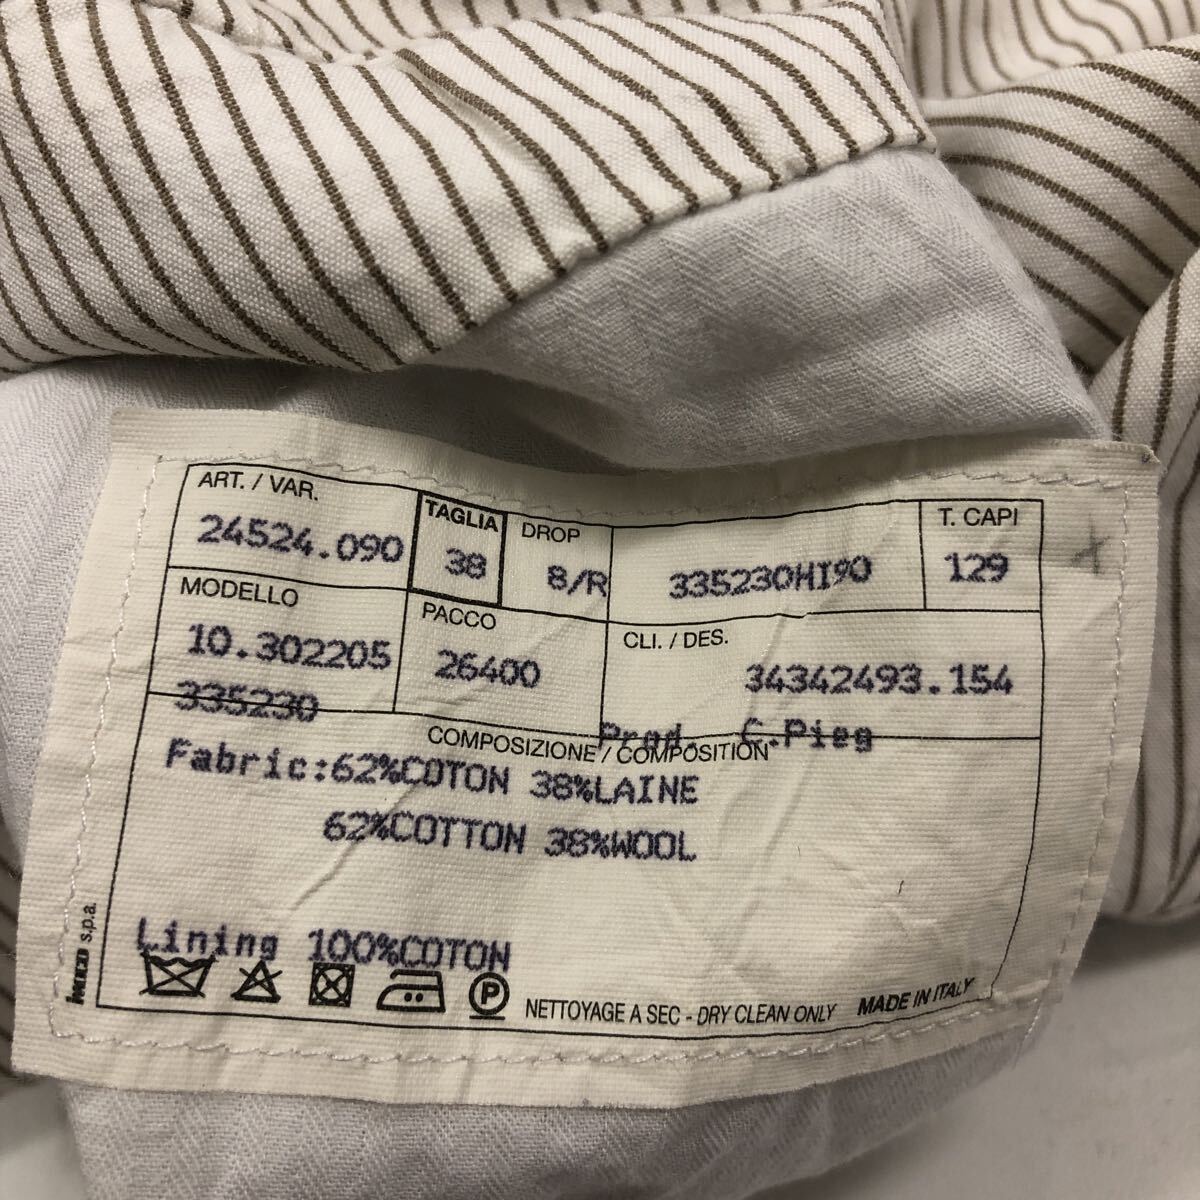 ART. / VAR.
24524.090
TAGLIA
38
DROP
8/R
335230HI90
T. CAPI
129
MODELLO
10.302205
335230
PACCO
26400
CLI. / DES.
34342493.154
Prod. C.Pieg
COMPOSIZIONE / COMPOSITION
Fabric:62%COTON 38%LAINE
62%COTTON 38%WOOL
Lining 100%COTON
P
NETTOYAGE A SEC - DRY CLEAN ONLY
MADE IN ITALY
s.p.a.